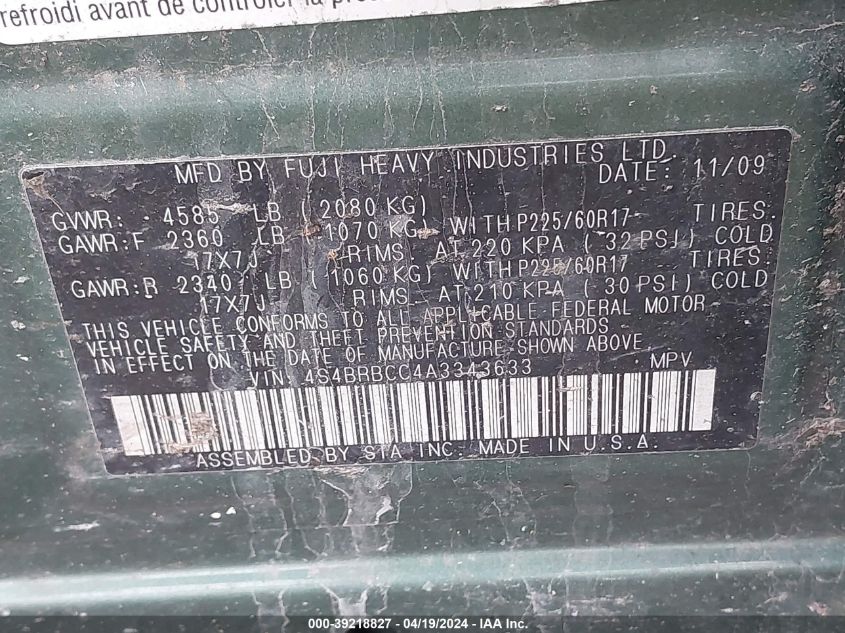 refroidi avant de contrôler la
MFD BY FUJI HEAVY INDUSTRIES LTD.
DATE: 11/09
GVWR: 4585 LB ( 2080 KG)
GAWR:F 2360 LB ( 1070 KG) WITH P225/60R17 TIRES.
17X7J RIMS. AT 220 KPA ( 32 PSI) COLD
GAWR:R 2340 LB ( 1060 KG) WITH P225/60R17 TIRES.
17X7J RIMS. AT 210 KPA ( 30 PSI) COLD
THIS VEHICLE CONFORMS TO ALL APPLICABLE FEDERAL MOTOR
VEHICLE SAFETY AND THEFT PREVENTION STANDARDS
IN EFFECT ON THE DATE OF MANUFACTURE SHOWN ABOVE
VIN: 4S4BRBCC4A3343633 MPV
ASSEMBLED BY SIA INC. MADE IN U.S.A.
000-39218827 - 04/19/2024 - IAA Inc.